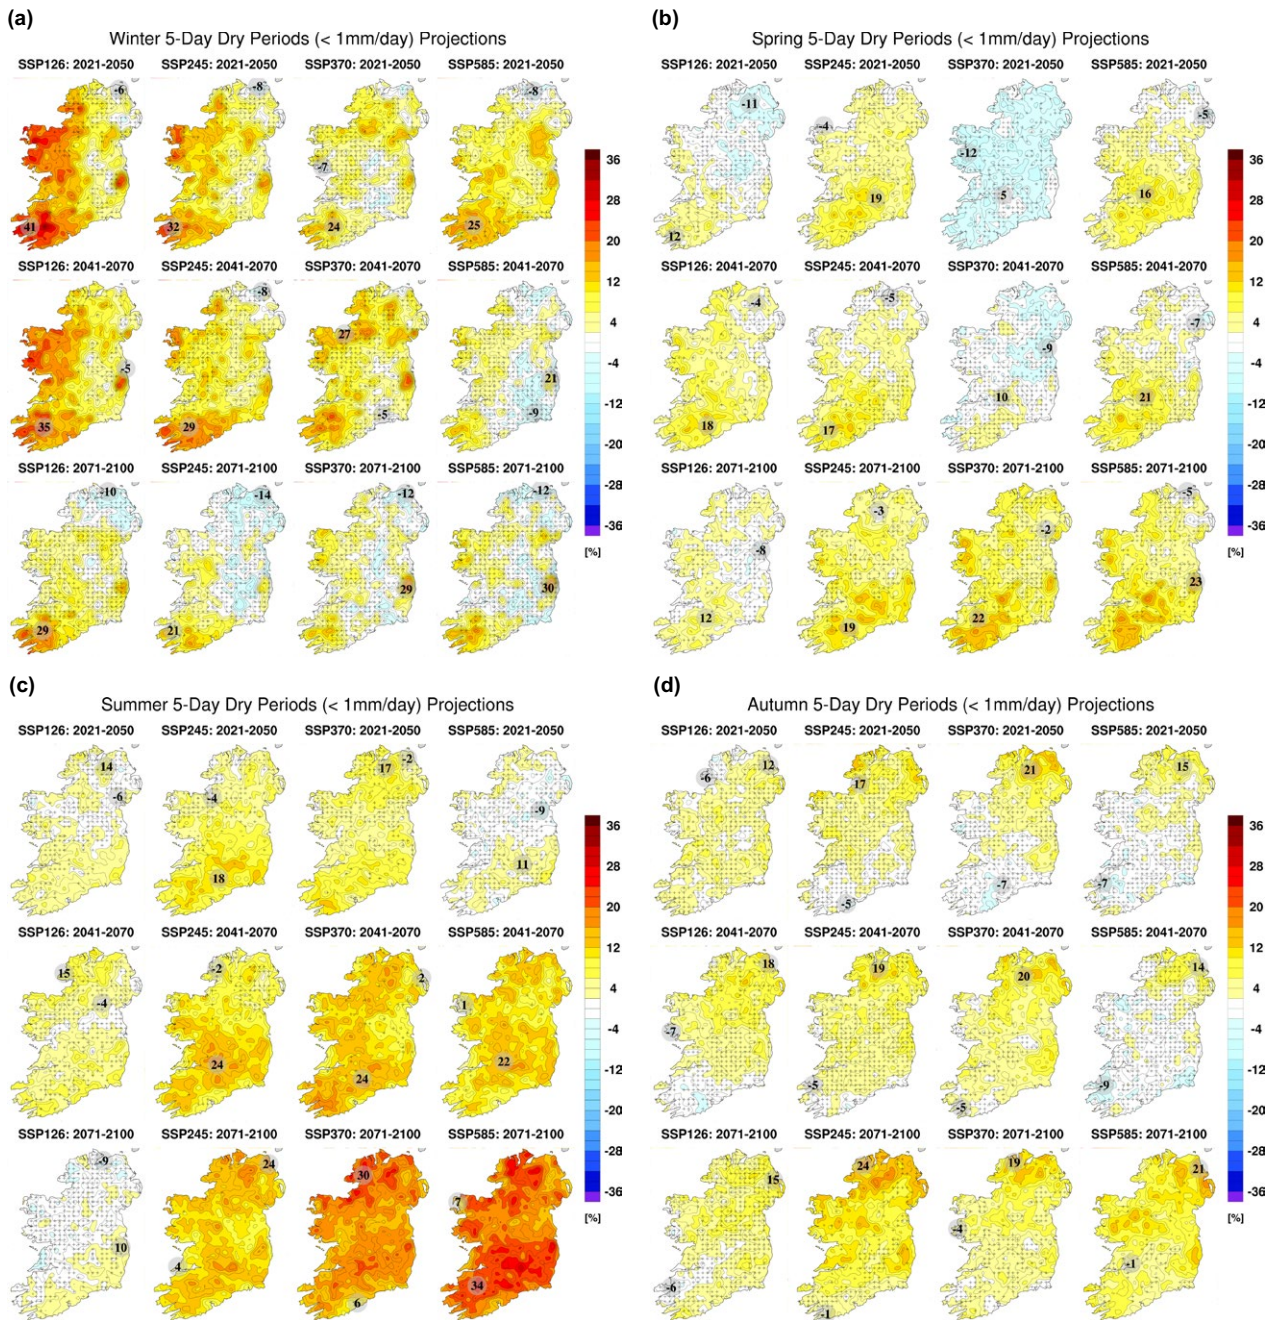 (a)
Winter 5-Day Dry Periods (< 1mm/day) Projections
SSP126: 2021-2050 SSP245: 2021-2050 SSP370: 2021-2050 SSP585: 2021-2050
-6 -8 -7 -8
41 32 24 25
SSP126: 2041-2070 SSP245: 2041-2070 SSP370: 2041-2070 SSP585: 2041-2070
-5 -8 27 21
35 29 -5 -9
SSP126: 2071-2100 SSP245: 2071-2100 SSP370: 2071-2100 SSP585: 2071-2100
-10 -14 -12 -12
29 21 29 30
36
28
20
12
4
-4
-12
-20
-28
-36
[%]
(b)
Spring 5-Day Dry Periods (< 1mm/day) Projections
SSP126: 2021-2050 SSP245: 2021-2050 SSP370: 2021-2050 SSP585: 2021-2050
-11 -4 -12 -5
12 19 5 16
SSP126: 2041-2070 SSP245: 2041-2070 SSP370: 2041-2070 SSP585: 2041-2070
-4 -5 -9 -7
18 17 10 21
SSP126: 2071-2100 SSP245: 2071-2100 SSP370: 2071-2100 SSP585: 2071-2100
-8 -3 -2 -5
12 19 22 23
36
28
20
12
4
-4
-12
-20
-28
-36
[%]
(c)
Summer 5-Day Dry Periods (< 1mm/day) Projections
SSP126: 2021-2050 SSP245: 2021-2050 SSP370: 2021-2050 SSP585: 2021-2050
14 -4 17 -2 -9
-6 18 11
SSP126: 2041-2070 SSP245: 2041-2070 SSP370: 2041-2070 SSP585: 2041-2070
15 -2 2 1
-4 24 24 22
SSP126: 2071-2100 SSP245: 2071-2100 SSP370: 2071-2100 SSP585: 2071-2100
-9 24 30 7
10 4 6 34
36
28
20
12
4
-4
-12
-20
-28
-36
[%]
(d)
Autumn 5-Day Dry Periods (< 1mm/day) Projections
SSP126: 2021-2050 SSP245: 2021-2050 SSP370: 2021-2050 SSP585: 2021-2050
-6 12 17 21 15
-5 -7 -7
SSP126: 2041-2070 SSP245: 2041-2070 SSP370: 2041-2070 SSP585: 2041-2070
18 19 20 14
-7 -5 -5 -9
SSP126: 2071-2100 SSP245: 2071-2100 SSP370: 2071-2100 SSP585: 2071-2100
15 24 19 21
-6 -1 -4 -1
36
28
20
12
4
-4
-12
-20
-28
-36
[%]